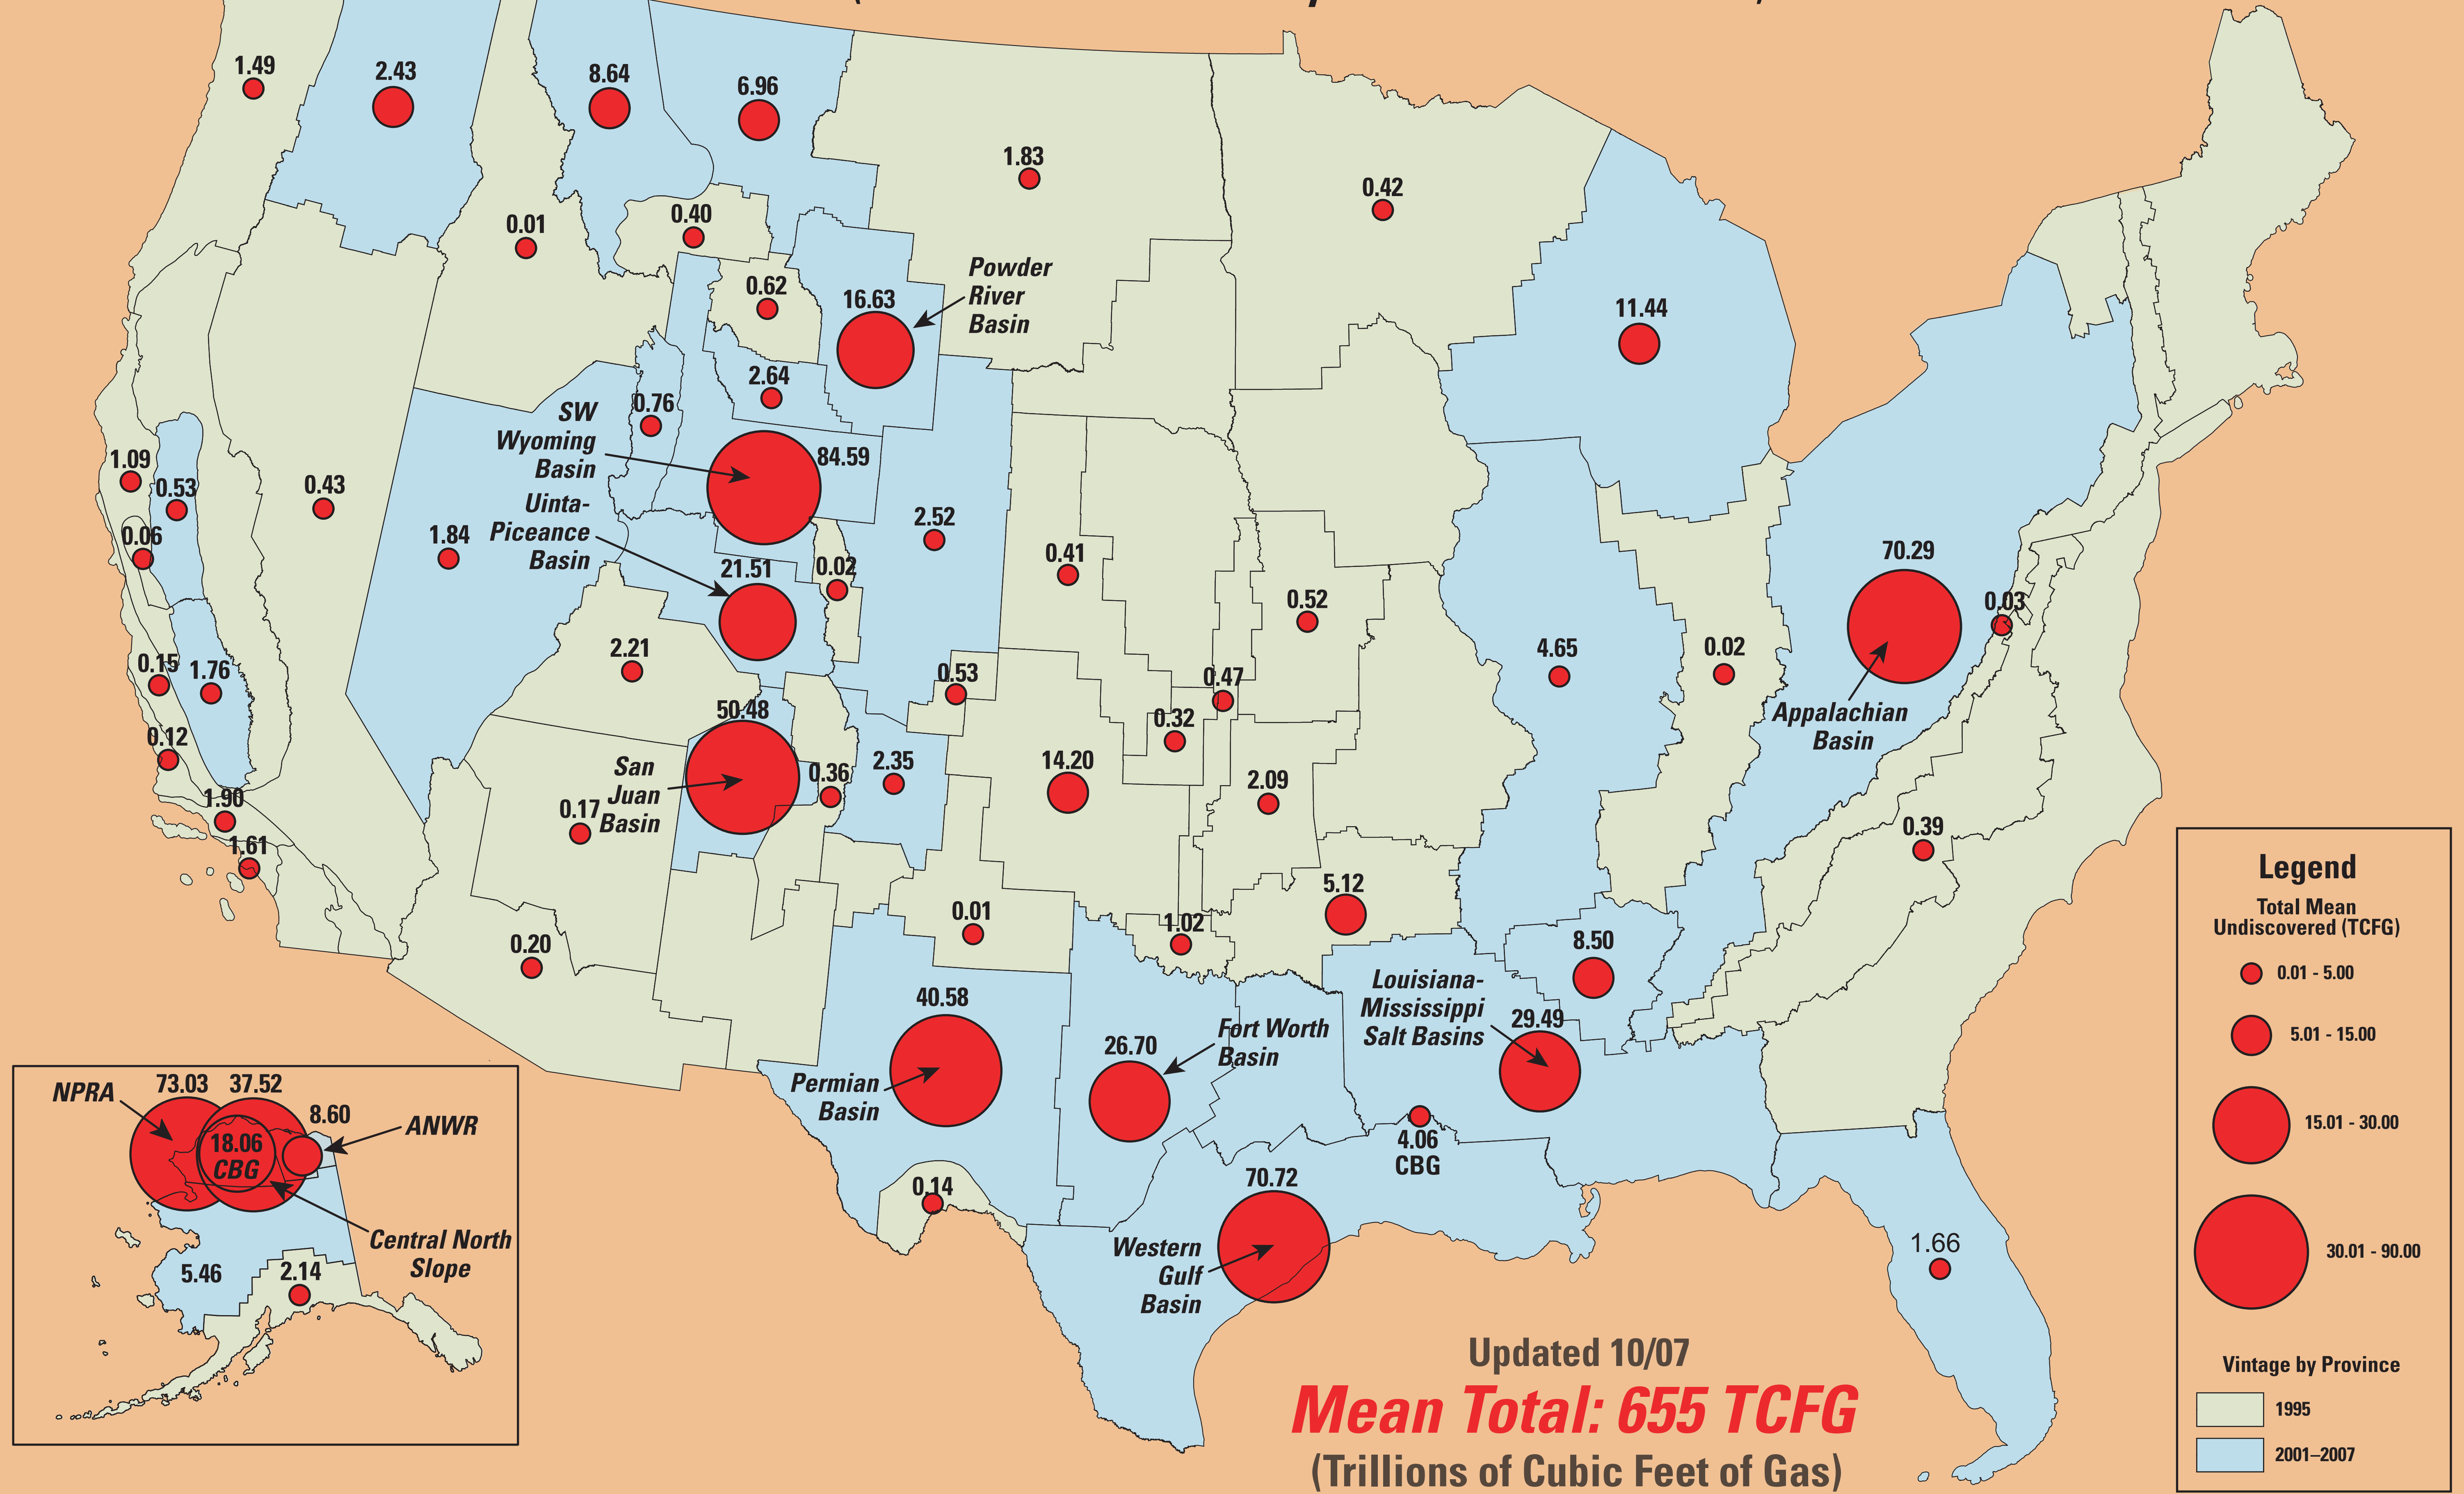 1.49
2.43
8.64
6.96
1.83
0.42
0.01
0.40
0.62
16.63
Powder
River
Basin
11.44
2.64
0.76
SW
Wyoming
Basin
84.59
1.09
0.53
0.43
0.06
1.84
Uinta-
Piceance
Basin
21.51
0.02
2.52
0.41
0.52
4.65
0.02
70.29
0.03
Appalachian
Basin
0.15
1.76
2.21
0.53
0.47
0.32
50.48
0.12
0.17
San
Juan
Basin
0.36
2.35
14.20
2.09
1.90
1.61
0.39
5.12
0.20
0.01
1.02
8.50
40.58
Permian
Basin
26.70
Fort Worth
Basin
Louisiana-
Mississippi
Salt Basins
29.49
4.06
CBG
0.14
70.72
Western
Gulf
Basin
1.66
NPRA
73.03
37.52
8.60
ANWR
18.06
CBG
Central North
Slope
5.46
2.14
Updated 10/07
Mean Total: 655 TCFG
(Trillions of Cubic Feet of Gas)
Legend
Total Mean
Undiscovered (TCFG)
0.01 - 5.00
5.01 - 15.00
15.01 - 30.00
30.01 - 90.00
Vintage by Province
1995
2001–2007